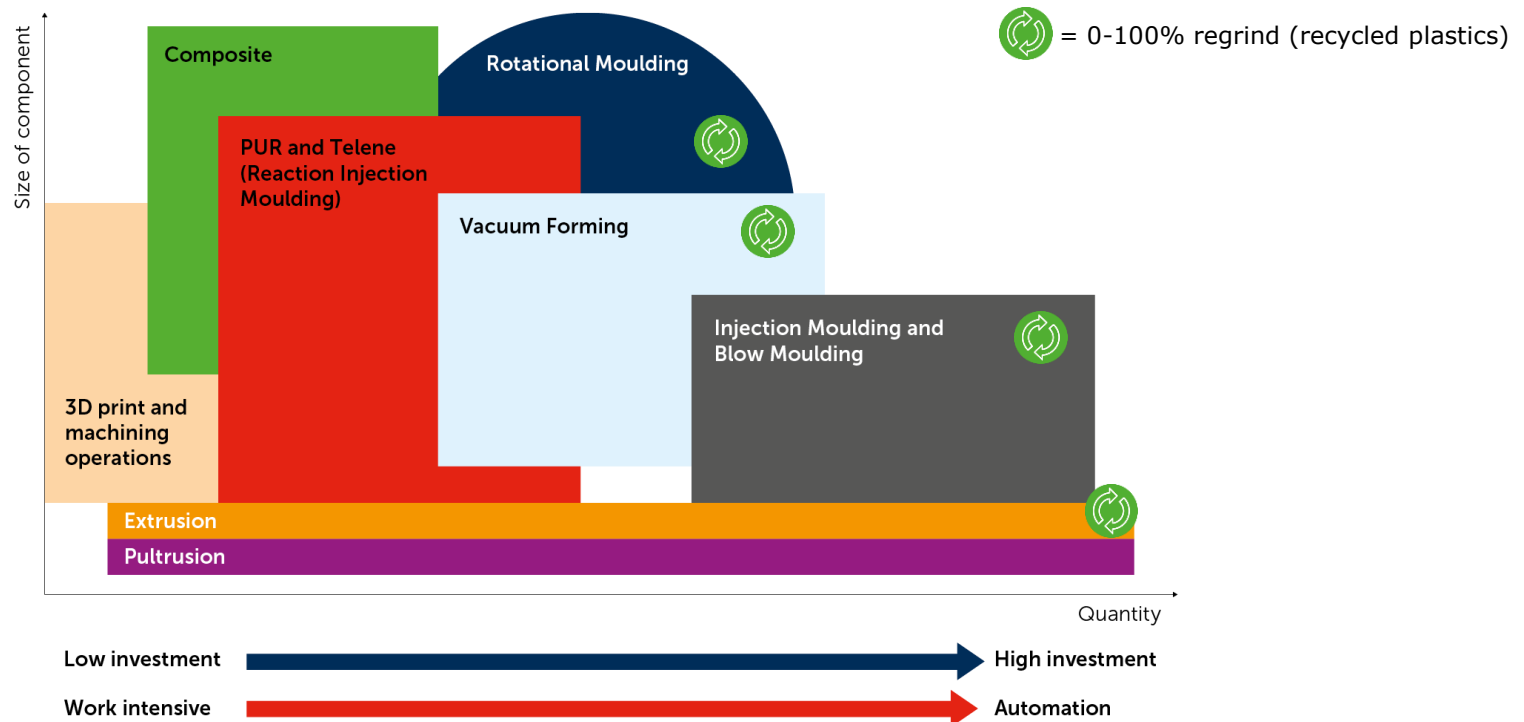 = 0-100% regrind (recycled plastics)
Size of component
Composite
Rotational Moulding
PUR and Telene
(Reaction Injection
Moulding)
Vacuum Forming
Injection Moulding and
Blow Moulding
3D print and
machining
operations
Extrusion
Pultrusion
Quantity
Low investment
High investment
Work intensive
Automation